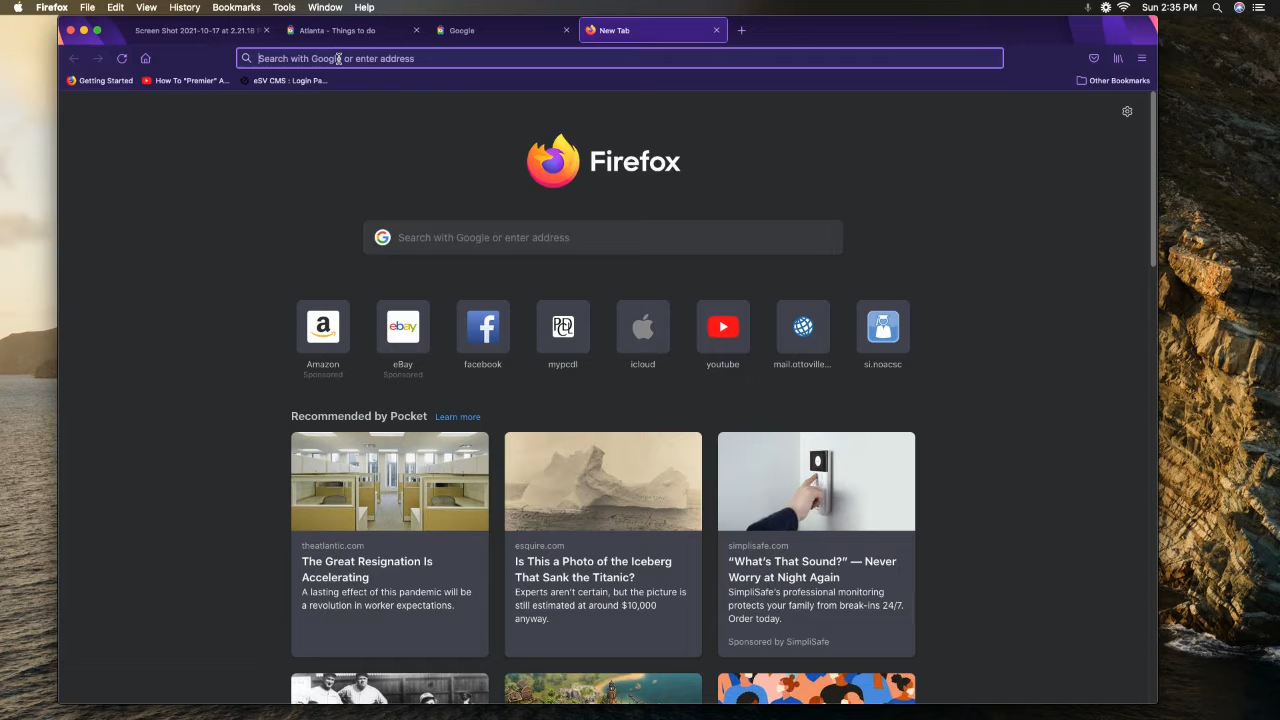 Firefox File Edit View History Bookmarks Tools Window Help
Sun 2:35 PM
Screen Shot 2021-10-17 at 2.21.18 P
Atlanta - Things to do
Google
New Tab
Search with Google or enter address
Getting Started
How To "Premier" A...
eSV CMS : Login Pa...
Other Bookmarks
Firefox
Search with Google or enter address
a
ebay
PCDL
Amazon
Sponsored
eBay
Sponsored
facebook
mypcdl
icloud
youtube
mail.ottoville...
si.noacsc
Recommended by Pocket Learn more
theatlantic.com
The Great Resignation Is
Accelerating
A lasting effect of this pandemic will be
a revolution in worker expectations.
esquire.com
Is This a Photo of the Iceberg
That Sank the Titanic?
Experts aren't certain, but the picture is
still estimated at around $10,000
anyway.
simplisafe.com
“What's That Sound?” — Never
Worry at Night Again
SimpliSafe's professional monitoring
protects your family from break-ins 24/7.
Order today.
Sponsored by SimpliSafe